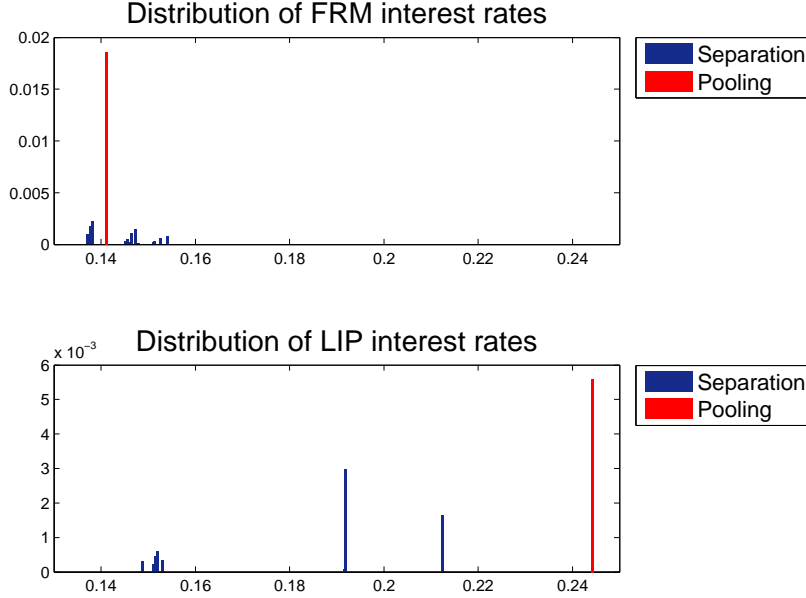 Distribution of FRM interest rates
0.02
0.015
0.01
0.005
0
0.14 0.16 0.18 0.2 0.22 0.24
Separation
Pooling
Distribution of LIP interest rates
x 10⁻³
6
5
4
3
2
1
0
0.14 0.16 0.18 0.2 0.22 0.24
Separation
Pooling